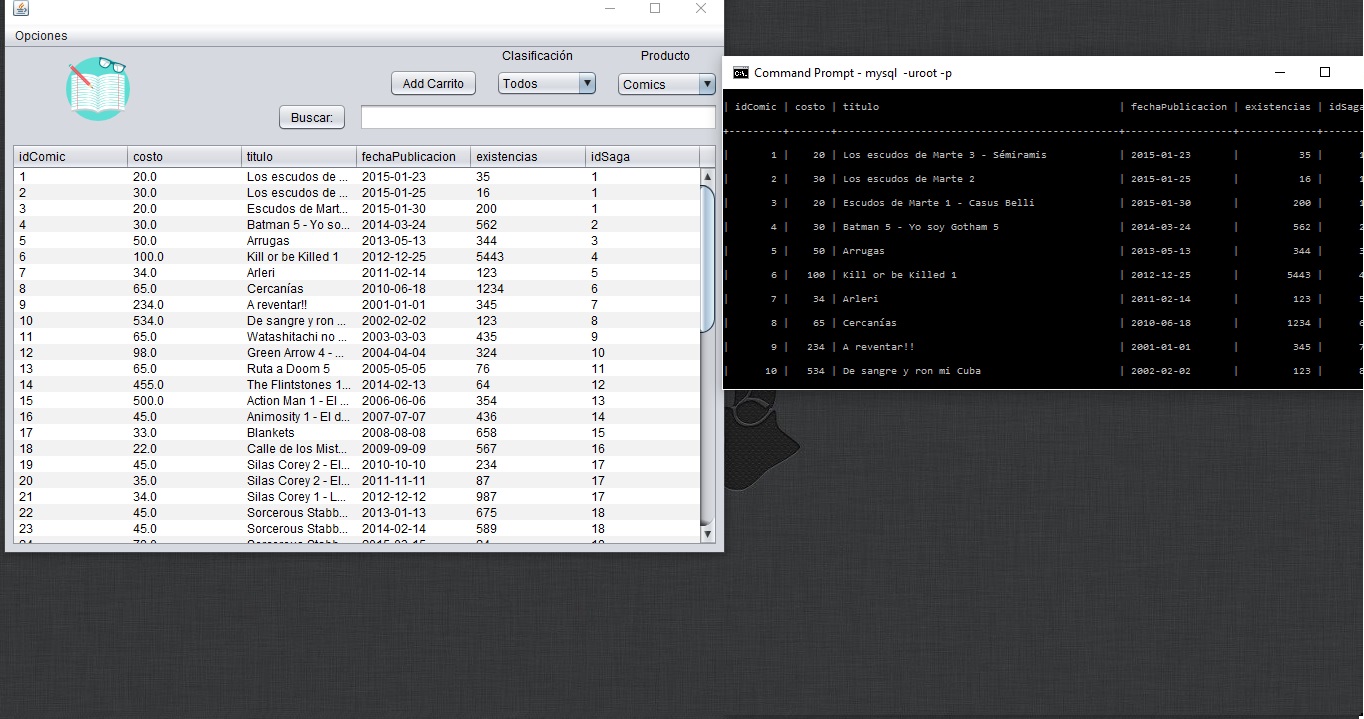 Opciones
Clasificación Producto
Add Carrito Todos Comics
Buscar:
idComic costo titulo fechaPublicacion existencias idSaga
1 20.0 Los escudos de ... 2015-01-23 35 1
2 30.0 Los escudos de ... 2015-01-25 16 1
3 20.0 Escudos de Mart... 2015-01-30 200 1
4 30.0 Batman 5 - Yo so... 2014-03-24 562 2
5 50.0 Arrugas 2013-05-13 344 3
6 100.0 Kill or be Killed 1 2012-12-25 5443 4
7 34.0 Arleri 2011-02-14 123 5
8 65.0 Cercanías 2010-06-18 1234 6
9 234.0 A reventar!! 2001-01-01 345 7
10 534.0 De sangre y ron ... 2002-02-02 123 8
11 65.0 Watashitachi no ... 2003-03-03 435 9
12 98.0 Green Arrow 4 - ... 2004-04-04 324 10
13 65.0 Ruta a Doom 5 2005-05-05 76 11
14 455.0 The Flintstones 1... 2014-02-13 64 12
15 500.0 Action Man 1 - El ... 2006-06-06 354 13
16 45.0 Animosity 1 - El d... 2007-07-07 436 14
17 33.0 Blankets 2008-08-08 658 15
18 22.0 Calle de los Mist... 2009-09-09 567 16
19 45.0 Silas Corey 2 - El... 2010-10-10 234 17
20 35.0 Silas Corey 2 - El... 2011-11-11 87 17
21 34.0 Silas Corey 1 - L... 2012-12-12 987 17
22 45.0 Sorcerous Stabb... 2013-01-13 675 18
23 45.0 Sorcerous Stabb... 2014-02-14 589 18
Command Prompt - mysql -uroot -p
| idComic | costo | titulo | fechaPublicacion | existencias | idSaga
| 1 | 20 | Los escudos de Marte 3 - Sémiramis | 2015-01-23 | 35 | 1
| 2 | 30 | Los escudos de Marte 2 | 2015-01-25 | 16 | 1
| 3 | 20 | Escudos de Marte 1 - Casus Belli | 2015-01-30 | 200 | 1
| 4 | 30 | Batman 5 - Yo soy Gotham 5 | 2014-03-24 | 562 | 2
| 5 | 50 | Arrugas | 2013-05-13 | 344 | 3
| 6 | 100 | Kill or be Killed 1 | 2012-12-25 | 5443 | 4
| 7 | 34 | Arleri | 2011-02-14 | 123 | 5
| 8 | 65 | Cercanías | 2010-06-18 | 1234 | 6
| 9 | 234 | A reventar!! | 2001-01-01 | 345 | 7
| 10 | 534 | De sangre y ron mi Cuba | 2002-02-02 | 123 | 8